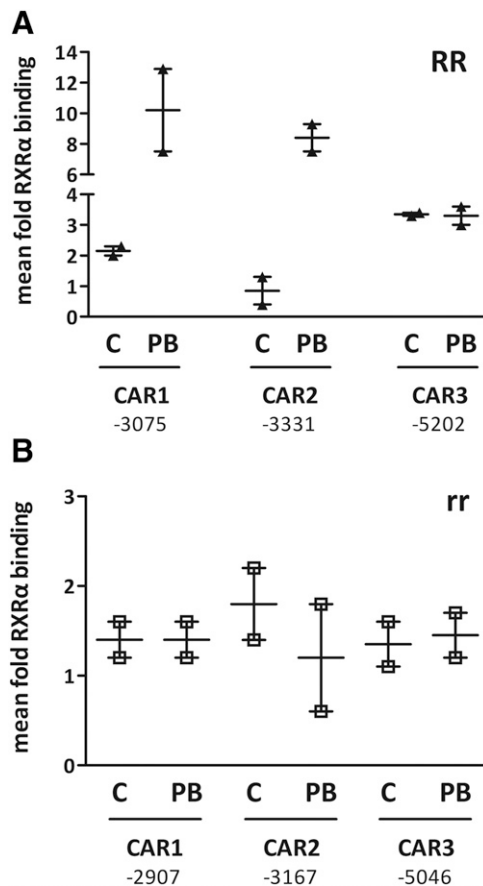 A
RR
mean fold RXRα binding
14
12
10
8
6
4
3
2
1
0
C PB C PB C PB
CAR1 CAR2 CAR3
-3075 -3331 -5202
B
rr
mean fold RXRα binding
3
2
1
0
C PB C PB C PB
CAR1 CAR2 CAR3
-2907 -3167 -5046